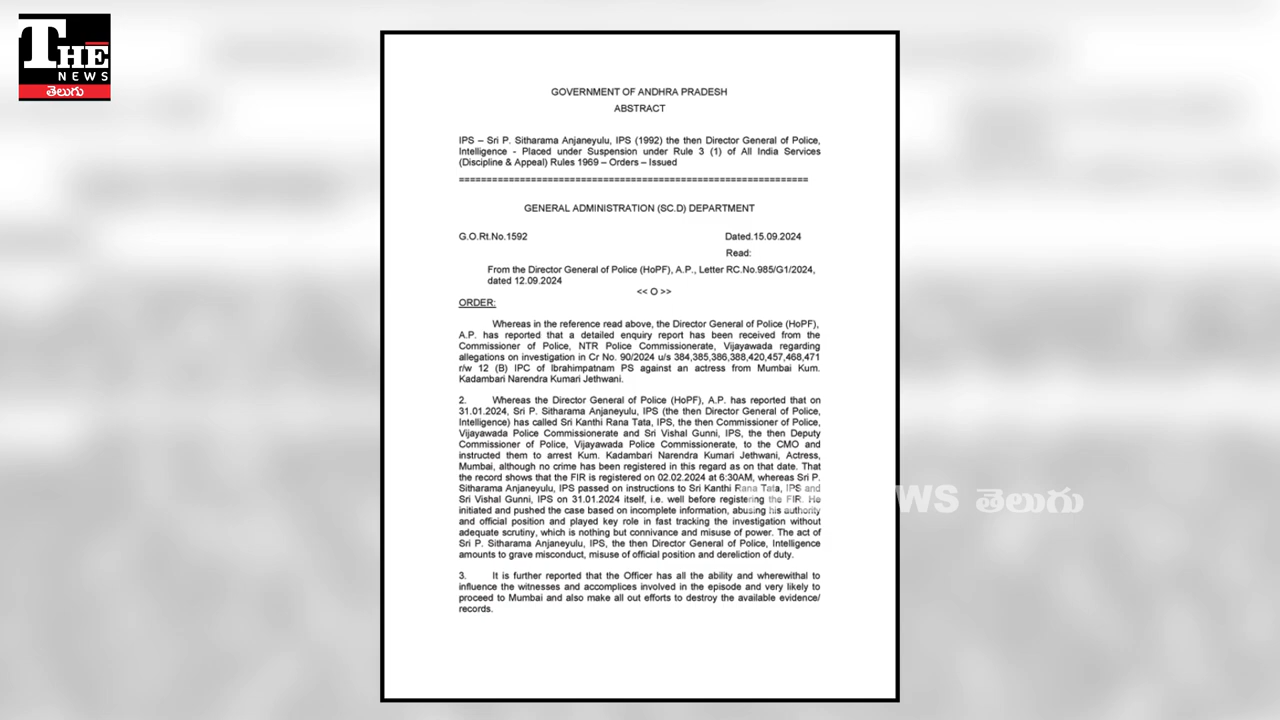 THE
NEWS
తెలుగు
GOVERNMENT OF ANDHRA PRADESH
ABSTRACT
IPS – Sri P. Sitharama Anjaneyulu, IPS (1992) the then Director General of Police,
Intelligence - Placed under Suspension under Rule 3 (1) of All India Services
(Discipline & Appeal) Rules 1969 – Orders – Issued
================================================================
GENERAL ADMINISTRATION (SC.D) DEPARTMENT
G.O.Rt.No.1592 Dated.15.09.2024
Read:
From the Director General of Police (HoPF), A.P., Letter RC.No.985/G1/2024,
dated 12.09.2024
<< O >>
ORDER:
Whereas in the reference read above, the Director General of Police (HoPF),
A.P. has reported that a detailed enquiry report has been received from the
Commissioner of Police, NTR Police Commissionerate, Vijayawada regarding
allegations on investigation in Cr No. 90/2024 u/s 384,385,386,388,420,457,468,471
r/w 12 (B) IPC of Ibrahimpatnam PS against an actress from Mumbai Kum.
Kadambari Narendra Kumari Jethwani.
2. Whereas the Director General of Police (HoPF), A.P. has reported that on
31.01.2024, Sri P. Sitharama Anjaneyulu, IPS (the then Director General of Police,
Intelligence) has called Sri Kanthi Rana Tata, IPS, the then Commissioner of Police,
Vijayawada Police Commissionerate and Sri Vishal Gunni, IPS, the then Deputy
Commissioner of Police, Vijayawada Police Commissionerate, to the CMO and
instructed them to arrest Kum. Kadambari Narendra Kumari Jethwani, Actress,
Mumbai, although no crime has been registered in this regard as on that date. That
the record shows that the FIR is registered on 02.02.2024 at 6:30AM, whereas Sri P.
Sitharama Anjaneyulu, IPS passed on instructions to Sri Kanthi Rana Tata, IPS and
Sri Vishal Gunni, IPS on 31.01.2024 itself, i.e. well before registering the FIR. He
initiated and pushed the case based on incomplete information, abusing his authority
and official position and played key role in fast tracking the investigation without
adequate scrutiny, which is nothing but connivance and misuse of power. The act of
Sri P. Sitharama Anjaneyulu, IPS, the then Director General of Police, Intelligence
amounts to grave misconduct, misuse of official position and dereliction of duty.
3. It is further reported that the Officer has all the ability and wherewithal to
influence the witnesses and accomplices involved in the episode and very likely to
proceed to Mumbai and also make all out efforts to destroy the available evidence/
records.
WS తెలుగు